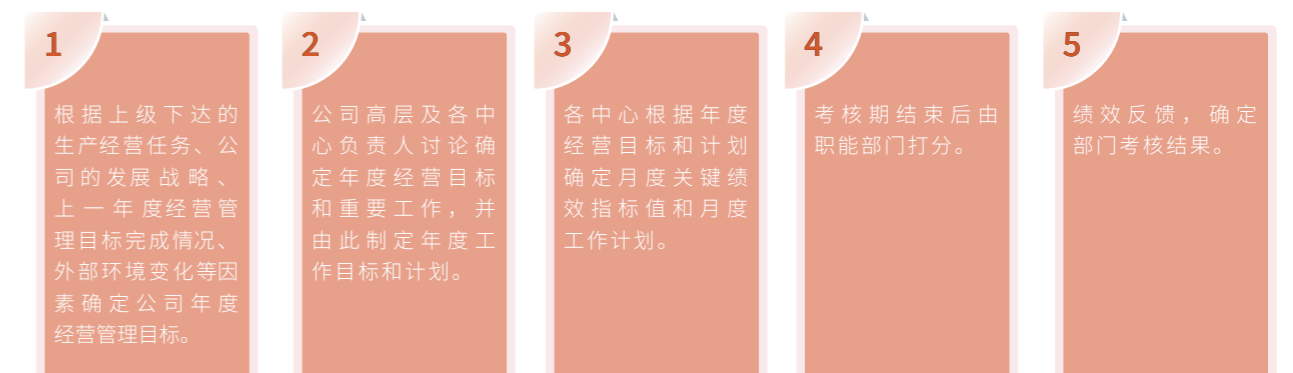 1
根据上级下达的
生产经营任务、公
司的发展战略、
上一年度经营管
理目标完成情况、
外部环境变化等因
素确定公司年度
经营管理目标。
2
公司高层及各中
心负责人讨论确
定年度经营目标
和重要工作，并
由此制定年度工
作目标和计划。
3
各中心根据年度
经营目标和计划
确定月度关键绩
效指标值和月度
工作计划。
4
考核期结束后由
职能部门打分。
5
绩效反馈，确定
部门考核结果。